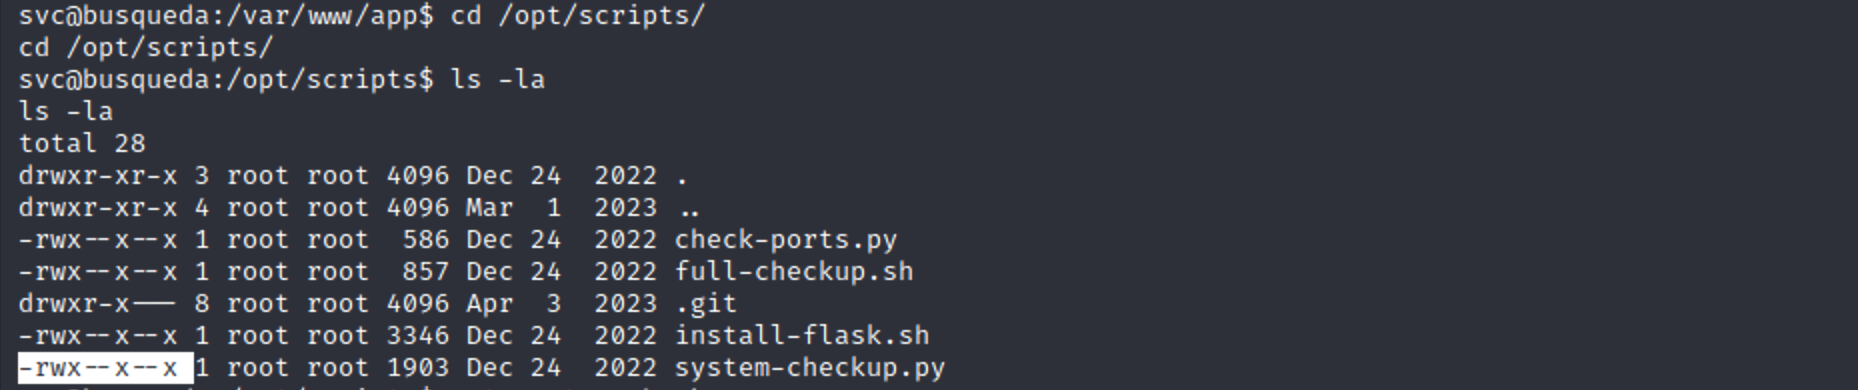 svc@busqueda:/var/www/app$ cd /opt/scripts/
cd /opt/scripts/
svc@busqueda:/opt/scripts$ ls -la
ls -la
total 28
drwxr-xr-x 3 root root 4096 Dec 24  2022 .
drwxr-xr-x 4 root root 4096 Mar  1  2023 ..
-rwx--x--x 1 root root  586 Dec 24  2022 check-ports.py
-rwx--x--x 1 root root  857 Dec 24  2022 full-checkup.sh
drwxr-x--- 8 root root 4096 Apr  3  2023 .git
-rwx--x--x 1 root root 3346 Dec 24  2022 install-flask.sh
-rwx--x--x 1 root root 1903 Dec 24  2022 system-checkup.py